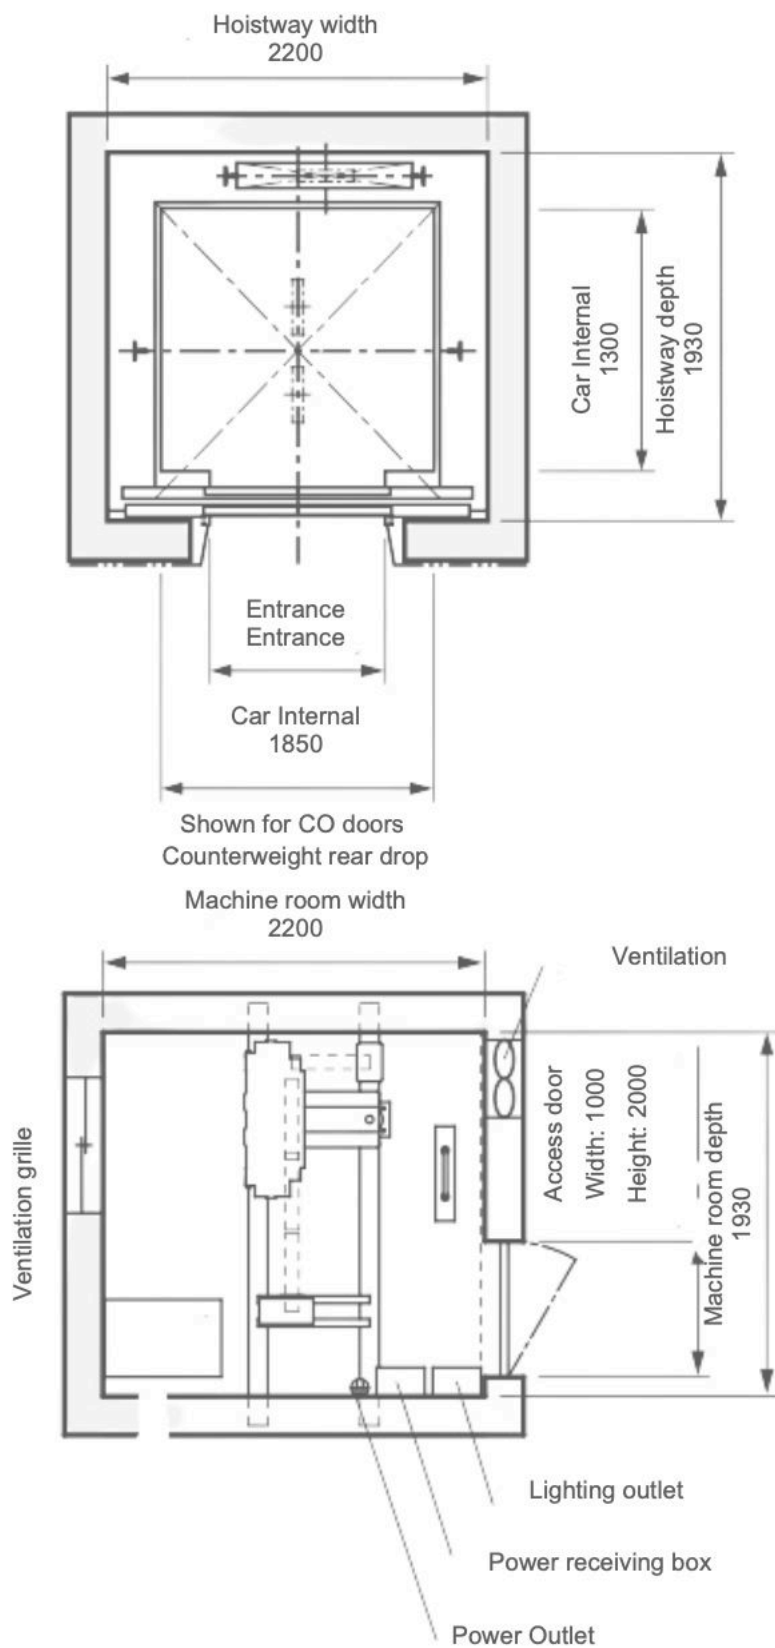 Hoistway width
2200
Car Internal
1300
Hoistway depth
1930
Entrance
Entrance
Car Internal
1850
Shown for CO doors
Counterweight rear drop
Machine room width
2200
Ventilation
Ventilation grille
Access door
Width: 1000
Height: 2000
Machine room depth
1930
Lighting outlet
Power receiving box
Power Outlet